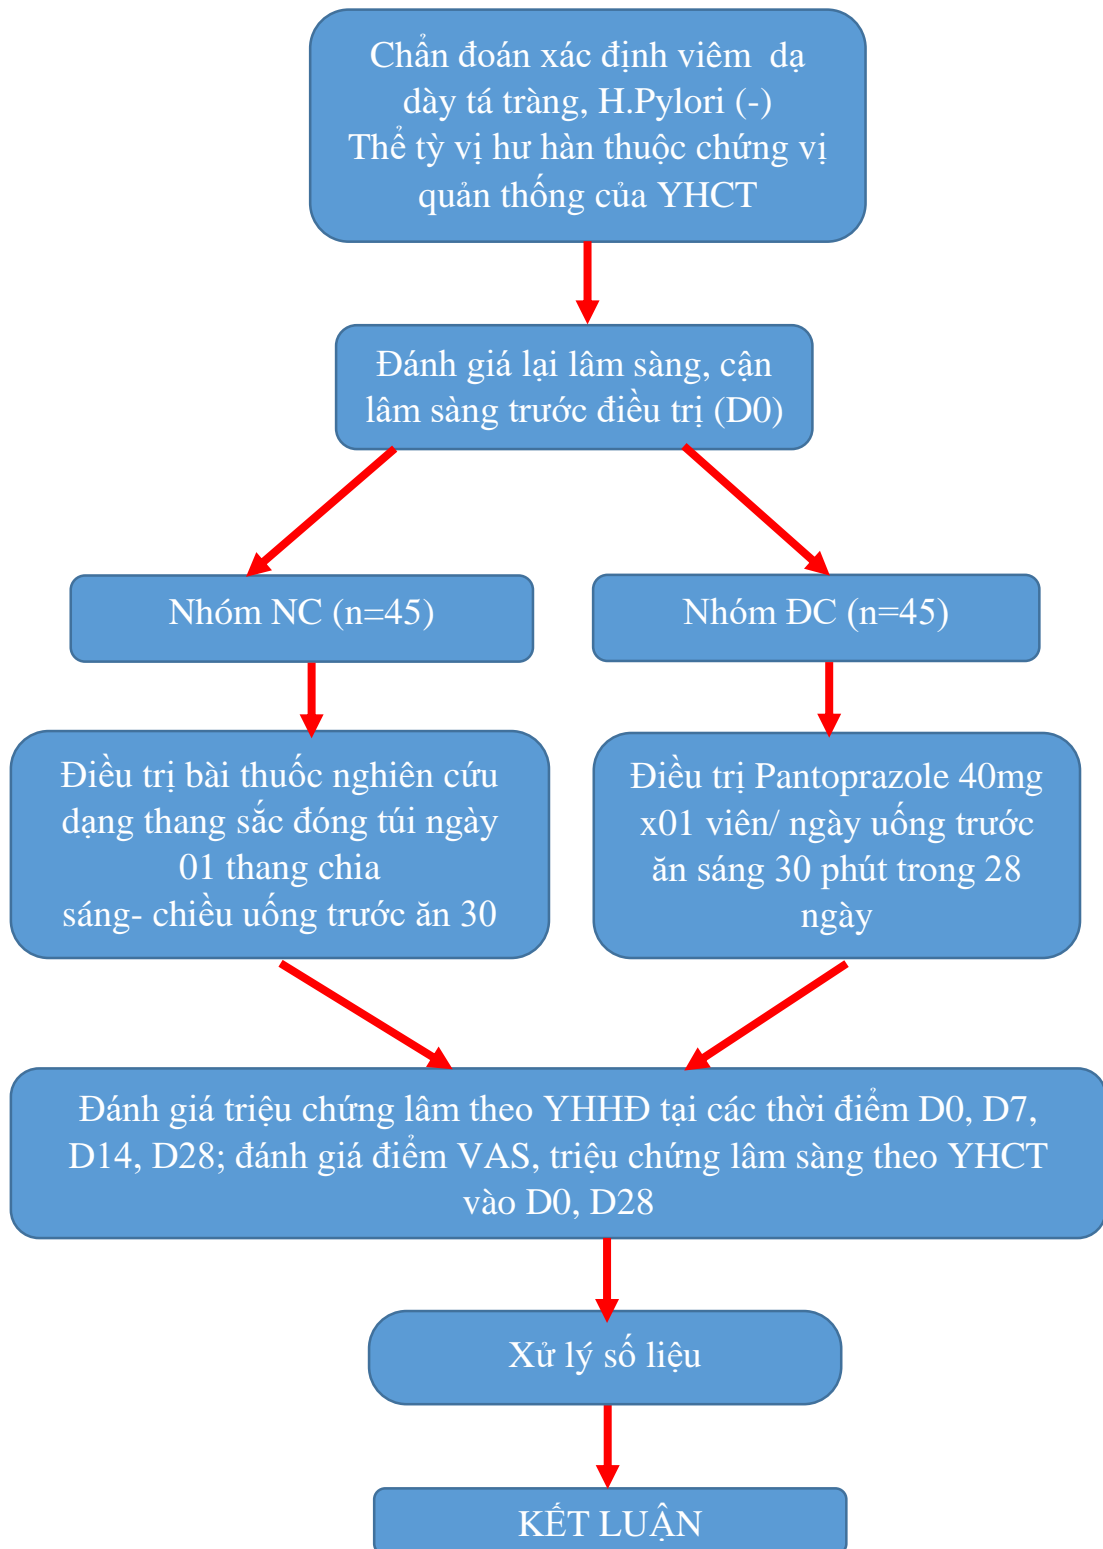 Chẩn đoán xác định viêm dạ
dày tá tràng, H.Pylori (-)
Thể tỳ vị hư hàn thuộc chứng vị
quản thống của YHCT
Đánh giá lại lâm sàng, cận
lâm sàng trước điều trị (D0)
Nhóm NC (n=45)
Nhóm ĐC (n=45)
Điều trị bài thuốc nghiên cứu
dạng thang sắc đóng túi ngày
01 thang chia
sáng- chiều uống trước ăn 30
Điều trị Pantoprazole 40mg
x01 viên/ ngày uống trước
ăn sáng 30 phút trong 28
ngày
Đánh giá triệu chứng lâm theo YHHĐ tại các thời điểm D0, D7,
D14, D28; đánh giá điểm VAS, triệu chứng lâm sàng theo YHCT
vào D0, D28
Xử lý số liệu
KẾT LUẬN